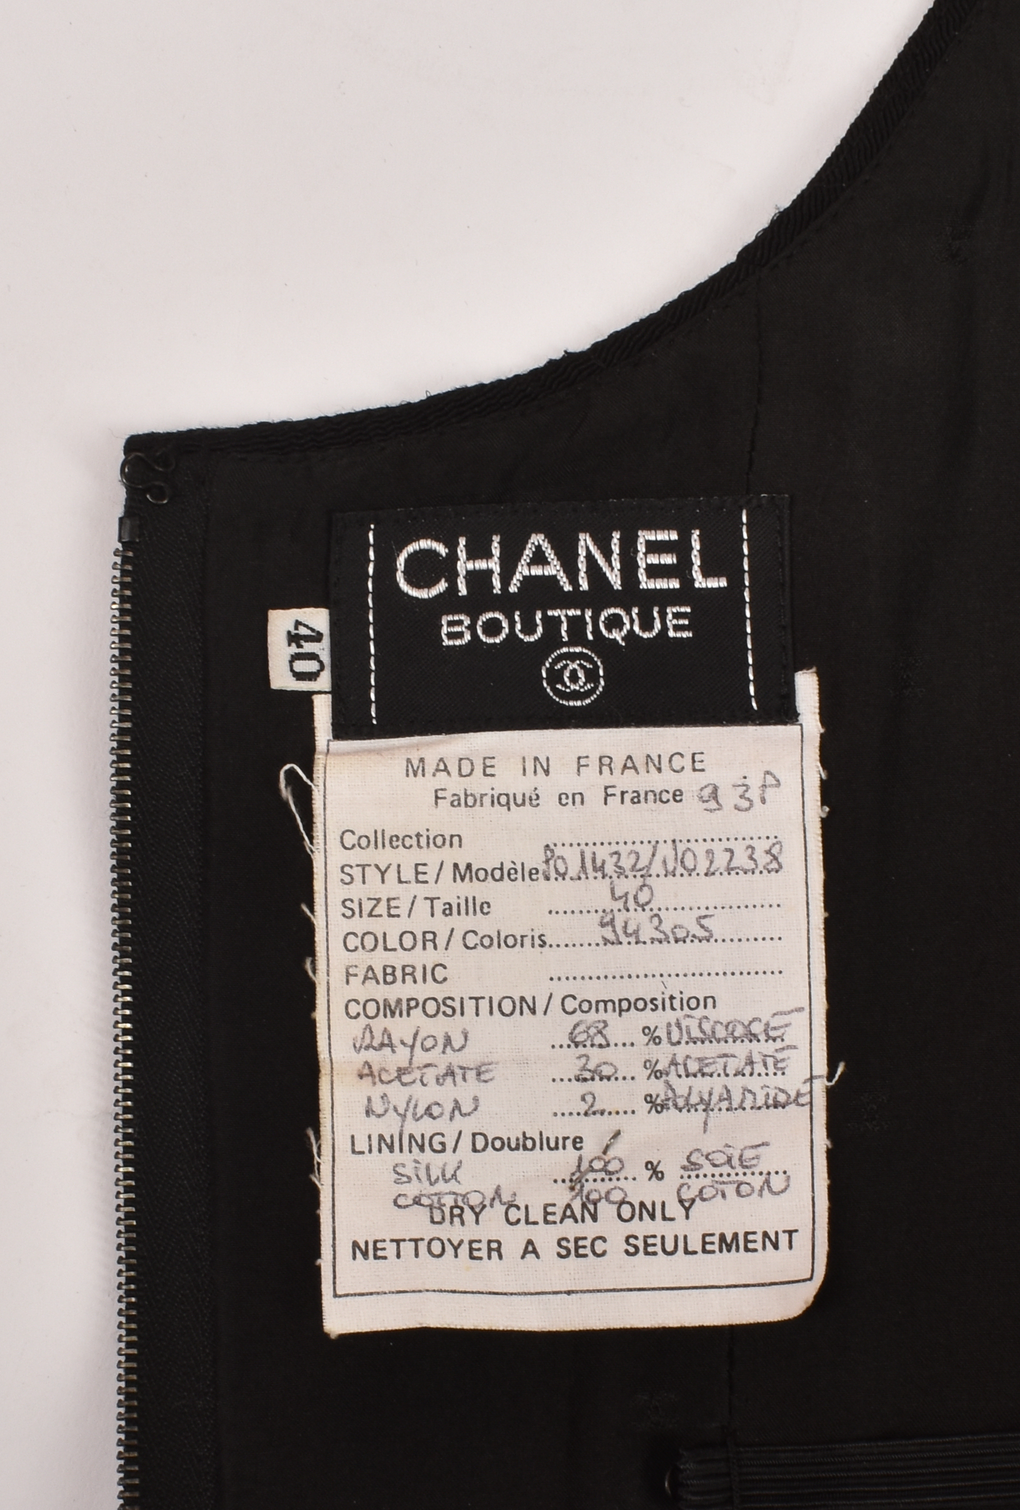 CHANEL
BOUTIQUE
40
MADE IN FRANCE
Fabriqué en France 93P
Collection
STYLE/Modèle P01432/V02238
SIZE/Taille 40
COLOR/Coloris 94305
FABRIC
COMPOSITION/Composition
RAYON 68 % VISCOSE
ACETATE 30 % ACETATE
NYLON 2 % POLYAMIDE
LINING/Doublure
SILK 100 % SOIE
COTTON 100 COTON
DRY CLEAN ONLY
NETTOYER A SEC SEULEMENT